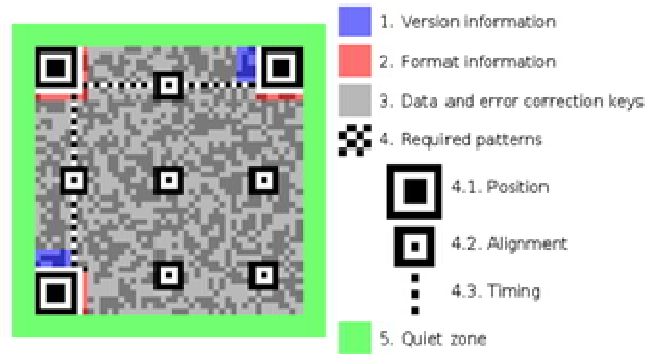 1. Version information
2. Format information
3. Data and error correction keys
4. Required patterns
4.1. Position
4.2. Alignment
4.3. Timing
5. Quiet zone